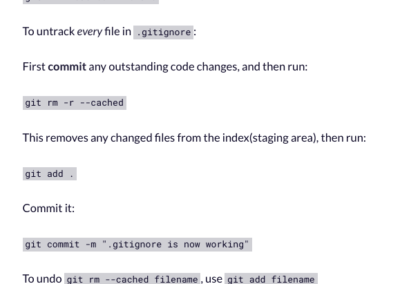 To untrack every file in .gitignore:
First commit any outstanding code changes, and then run:
git rm -r --cached
This removes any changed files from the index(staging area), then run:
git add .
Commit it:
git commit -m ".gitignore is now working"
To undo git rm --cached filename, use git add filename